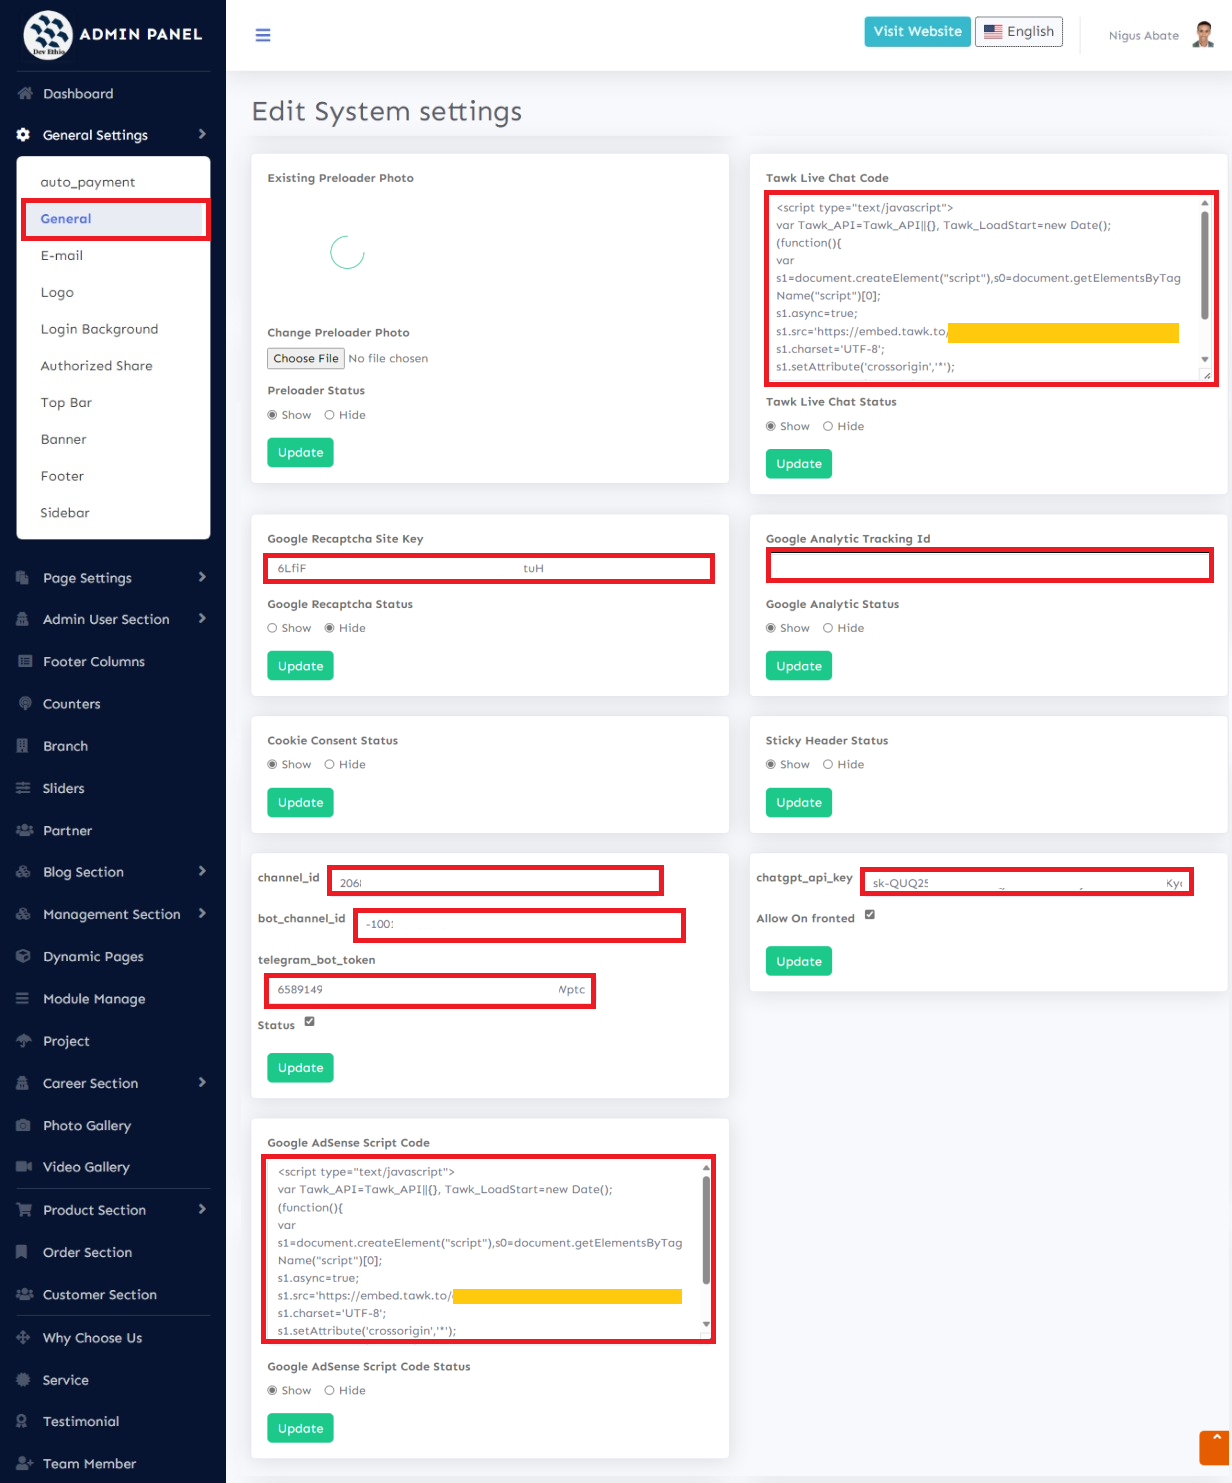 Dev Ethio
ADMIN PANEL
Visit Website
English
Nigus Abate
Dashboard
General Settings
auto_payment
General
E-mail
Logo
Login Background
Authorized Share
Top Bar
Banner
Footer
Sidebar
Page Settings
Admin User Section
Footer Columns
Counters
Branch
Sliders
Partner
Blog Section
Management Section
Dynamic Pages
Module Manage
Project
Career Section
Photo Gallery
Video Gallery
Product Section
Order Section
Customer Section
Why Choose Us
Service
Testimonial
Team Member
Edit System settings
Existing Preloader Photo
Change Preloader Photo
Choose File No file chosen
Preloader Status
Show Hide
Update
Tawk Live Chat Code
<script type="text/javascript">
var Tawk_API=Tawk_API||{}, Tawk_LoadStart=new Date();
(function(){
var
s1=document.createElement("script"),s0=document.getElementsByTag
Name("script")[0];
s1.async=true;
s1.src='https://embed.tawk.to/
s1.charset='UTF-8';
s1.setAttribute('crossorigin','*');
Tawk Live Chat Status
Show Hide
Update
Google Recaptcha Site Key
6LfiF tuH
Google Recaptcha Status
Show Hide
Update
Google Analytic Tracking Id
Google Analytic Status
Show Hide
Update
Cookie Consent Status
Show Hide
Update
Sticky Header Status
Show Hide
Update
channel_id 206
bot_channel_id -100
telegram_bot_token
6589149 Wptc
Status
Update
chatgpt_api_key sk-QUQ25 Ky
Allow On fronted
Update
Google AdSense Script Code
<script type="text/javascript">
var Tawk_API=Tawk_API||{}, Tawk_LoadStart=new Date();
(function(){
var
s1=document.createElement("script"),s0=document.getElementsByTag
Name("script")[0];
s1.async=true;
s1.src='https://embed.tawk.to/
s1.charset='UTF-8';
s1.setAttribute('crossorigin','*');
Google AdSense Script Code Status
Show Hide
Update